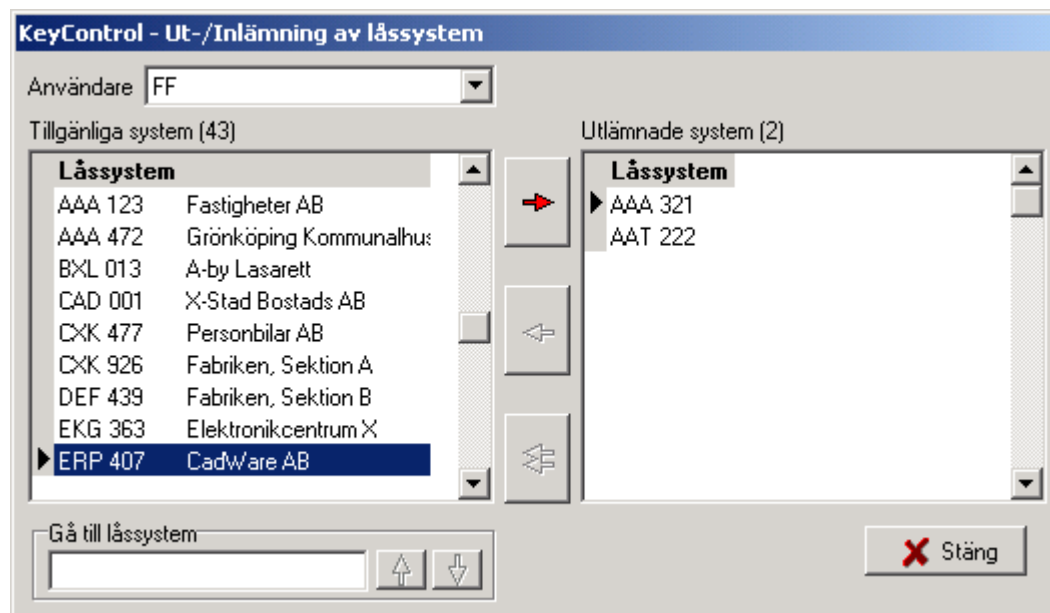 KeyControl - Ut-/Inlämning av låssystem
Användare FF
Tillgänliga system (43)
Låssystem
AAA 123 Fastigheter AB
AAA 472 Grönköping Kommunalhus
BXL 013 A-by Lasarett
CAD 001 X-Stad Bostads AB
CXK 477 Personbilar AB
CXK 926 Fabriken, Sektion A
DEF 439 Fabriken, Sektion B
EKG 363 Elektronikcentrum X
ERP 407 CadWare AB
Gå till låssystem
Utlämnade system (2)
Låssystem
AAA 321
AAT 222
Stäng